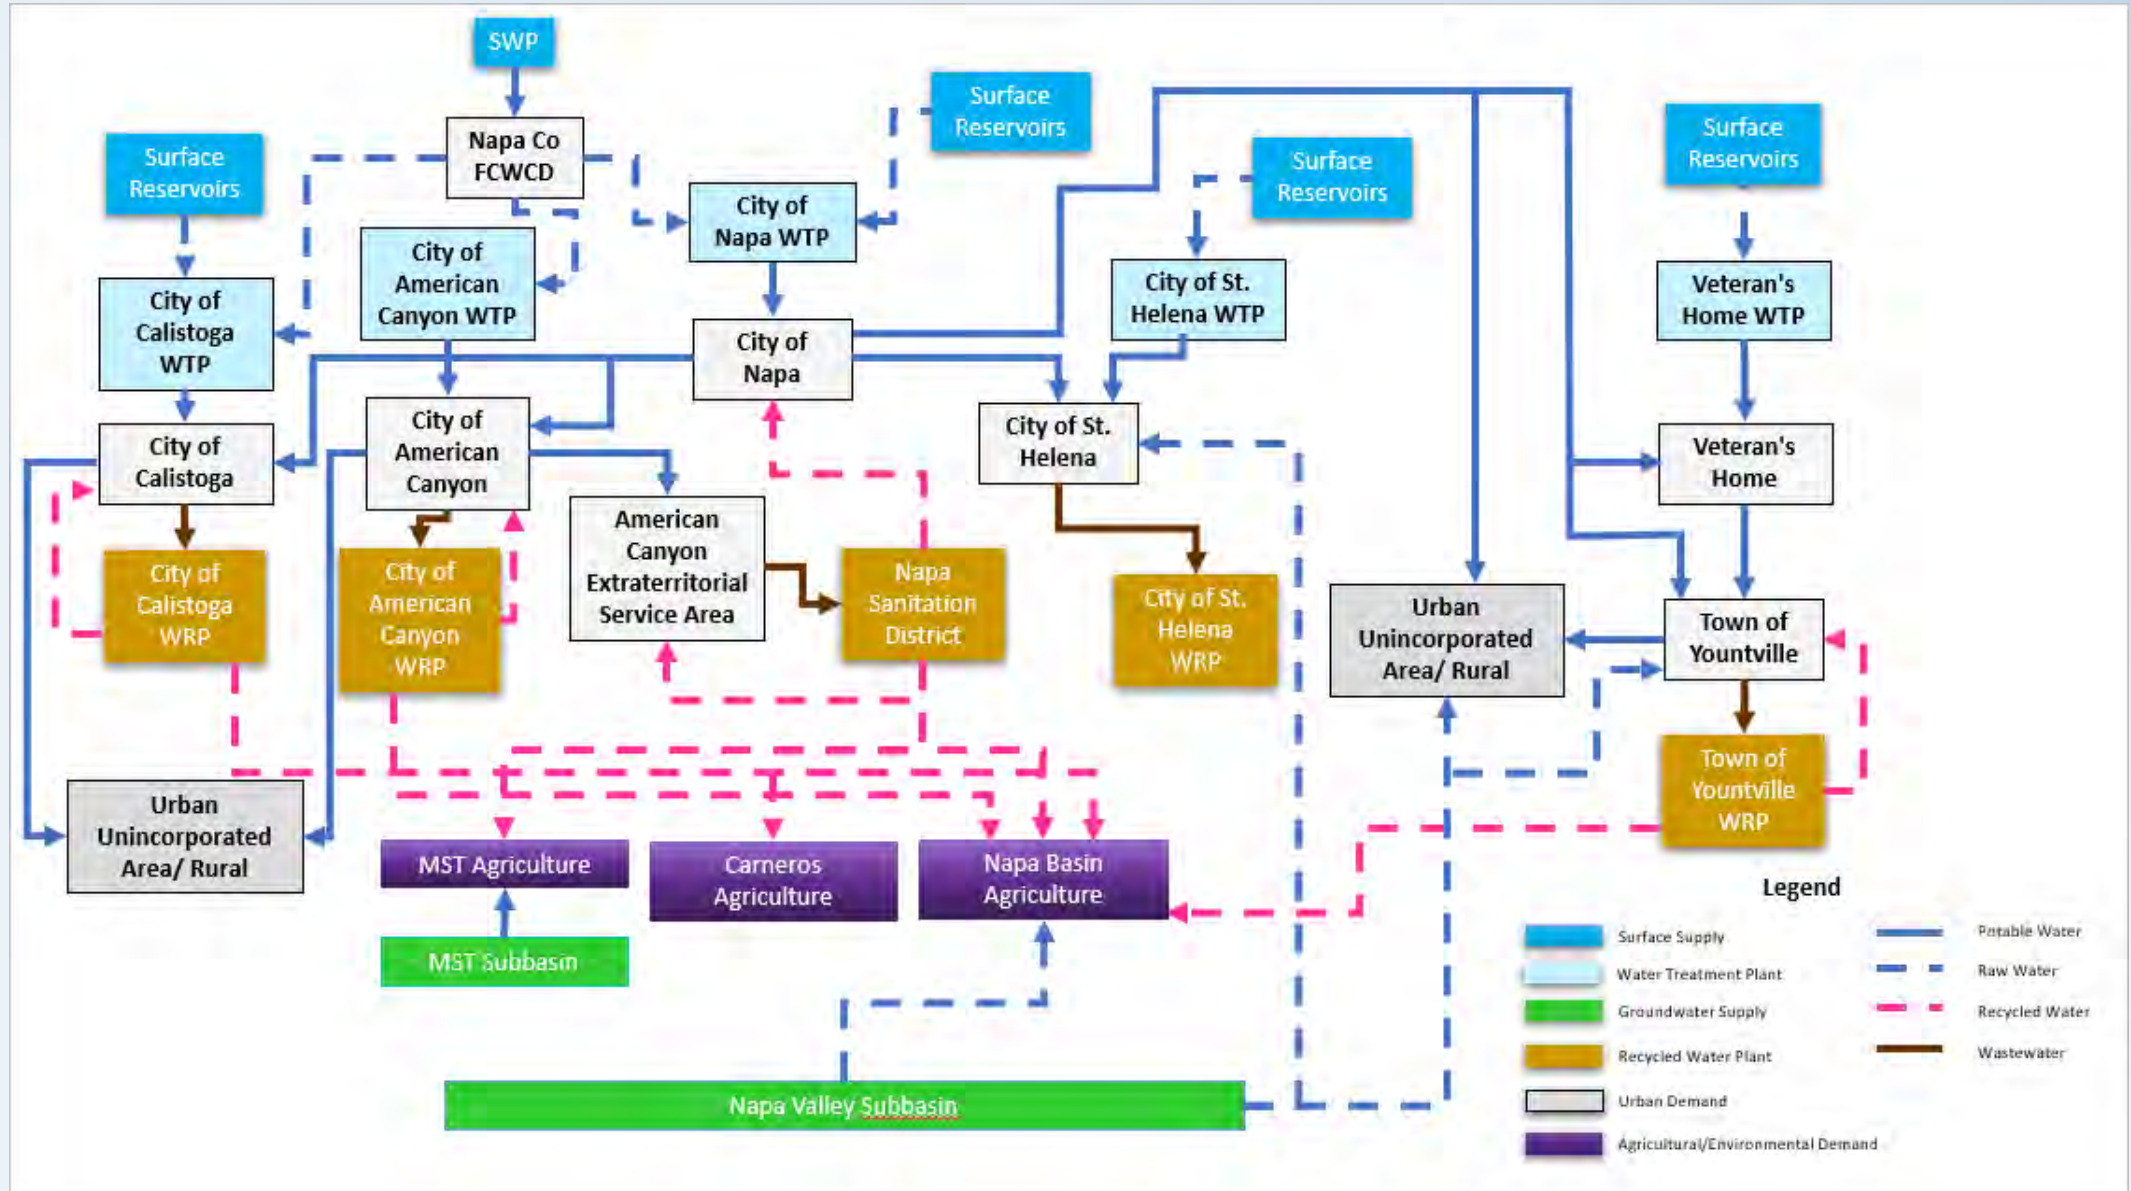 SWP
Napa Co
FCWCD
Surface
Reservoirs
Surface
Reservoirs
Surface
Reservoirs
Surface
Reservoirs
City of
Napa WTP
City of
American
Canyon WTP
City of
Calistoga
WTP
City of St.
Helena WTP
Veteran's
Home WTP
City of
Napa
City of
Calistoga
City of
American
Canyon
City of St.
Helena
Veteran's
Home
City of
Calistoga
WRP
City of
American
Canyon
WRP
American
Canyon
Extraterritorial
Service Area
Napa
Sanitation
District
City of St.
Helena
WRP
Urban
Unincorporated
Area/ Rural
Town of
Yountville
Town of
Yountville
WRP
Urban
Unincorporated
Area/ Rural
MST Agriculture
Carneros
Agriculture
Napa Basin
Agriculture
MST Subbasin
Napa Valley Subbasin
Legend
Surface Supply
Water Treatment Plant
Groundwater Supply
Recycled Water Plant
Urban Demand
Agricultural/Environmental Demand
Potable Water
Raw Water
Recycled Water
Wastewater